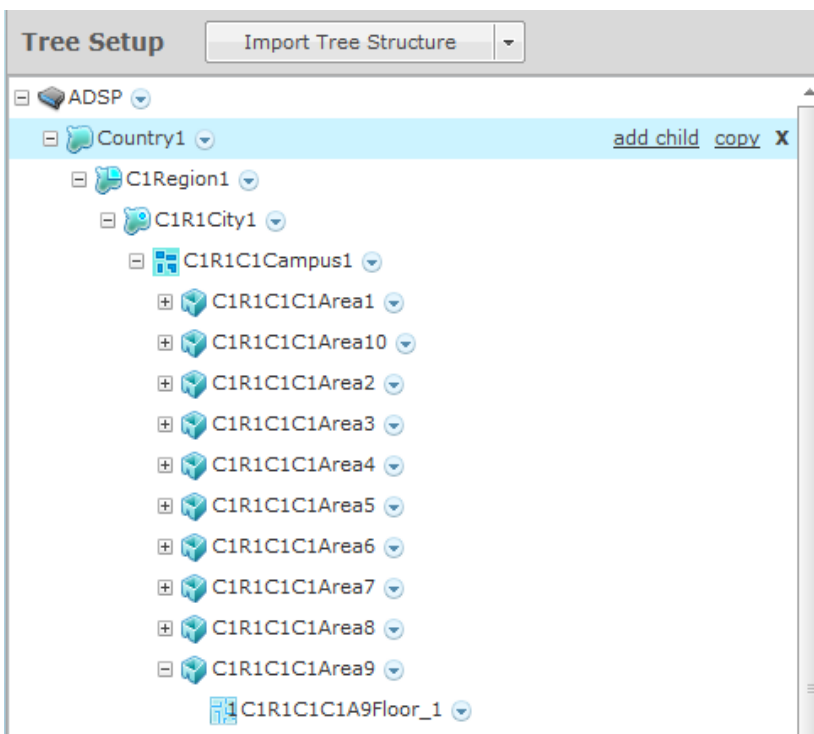 Tree Setup Import Tree Structure
ADSP
Country1 add child copy X
C1Region1
C1R1City1
C1R1C1Campus1
C1R1C1C1Area1
C1R1C1C1Area10
C1R1C1C1Area2
C1R1C1C1Area3
C1R1C1C1Area4
C1R1C1C1Area5
C1R1C1C1Area6
C1R1C1C1Area7
C1R1C1C1Area8
C1R1C1C1Area9
1 C1R1C1C1A9Floor_1